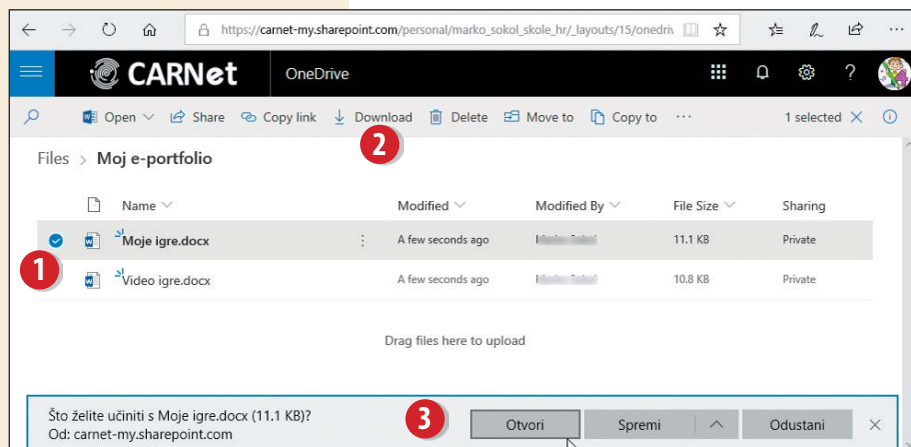 https://carnet-my.sharepoint.com/personal/marko_sokol_skole_hr/_layouts/15/onedriv
CARNet OneDrive ?
Open Share Copy link Download Delete Move to Copy to ... 1 selected
2
Files > Moj e-portfolio
Name Modified Modified By File Size Sharing
Moje igre.docx A few seconds ago 11.1 KB Private
1
Video igre.docx A few seconds ago 10.8 KB Private
Drag files here to upload
Što želite učiniti s Moje igre.docx (11.1 KB)?
Od: carnet-my.sharepoint.com
3 Otvori Spremi Odustani